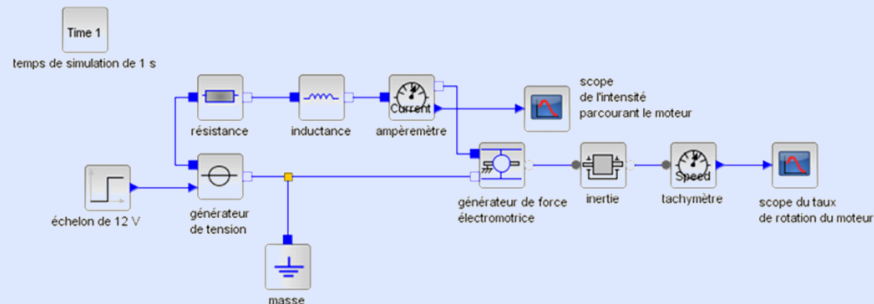 Time 1
temps de simulation de 1 s
scope
de l'intensité
parcourant le moteur
Current
résistance
inductance
ampèremètre
Speed
échelon de 12 V
générateur
de tension
générateur de force
électromotrice
inertie
tachymètre
scope du taux
de rotation du moteur
masse